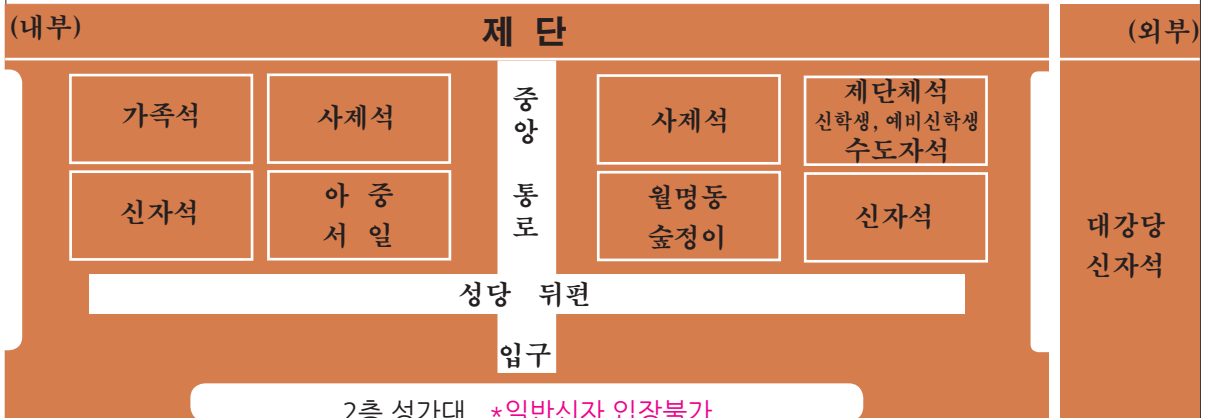 (내부)
제 단
(외부)
가족석
사제석
중앙 통로
사제석
제단체석
신학생, 예비신학생
수도자석
신자석
아 중
서 일
월명동
숲정이
신자석
대강당
신자석
성당 뒤편
입구
2층 성가대 *일반신자 입장불가